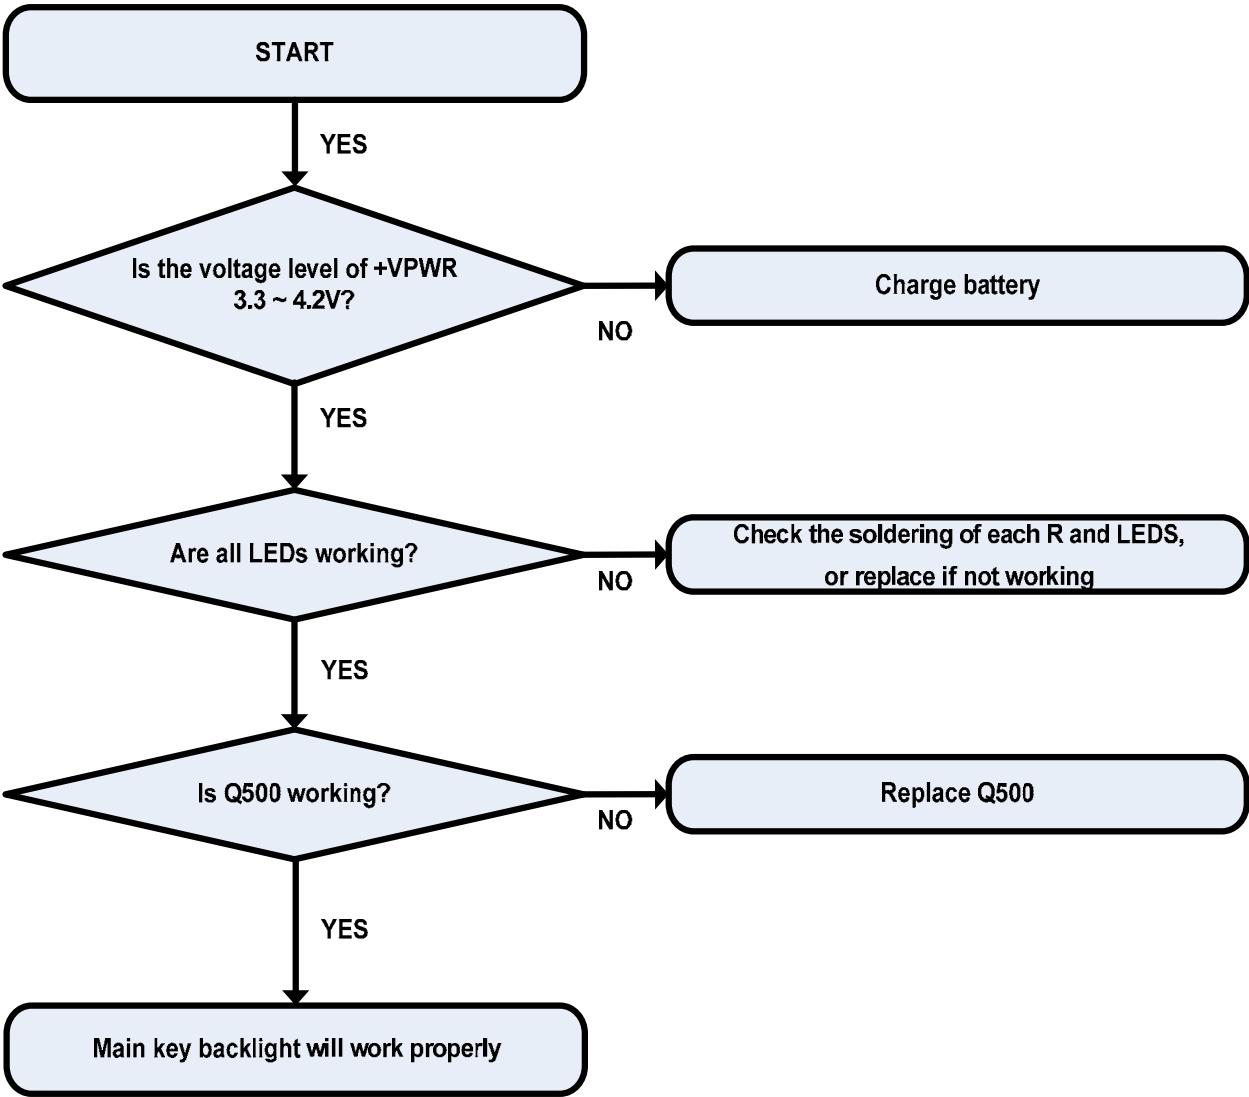 START
YES
Is the voltage level of +VPWR
3.3 ~ 4.2V?
NO
Charge battery
YES
Are all LEDs working?
NO
Check the soldering of each R and LEDS,
or replace if not working
YES
Is Q500 working?
NO
Replace Q500
YES
Main key backlight will work properly